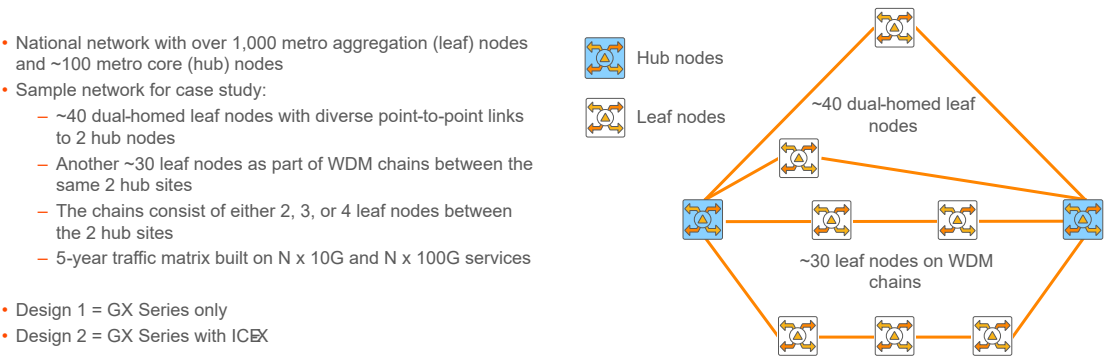 • National network with over 1,000 metro aggregation (leaf) nodes
and ~100 metro core (hub) nodes
• Sample network for case study:
– ~40 dual-homed leaf nodes with diverse point-to-point links
to 2 hub nodes
– Another ~30 leaf nodes as part of WDM chains between the
same 2 hub sites
– The chains consist of either 2, 3, or 4 leaf nodes between
the 2 hub sites
– 5-year traffic matrix built on N x 10G and N x 100G services
• Design 1 = GX Series only
• Design 2 = GX Series with ICE-X
Hub nodes
Leaf nodes
~40 dual-homed leaf
nodes
~30 leaf nodes on WDM
chains